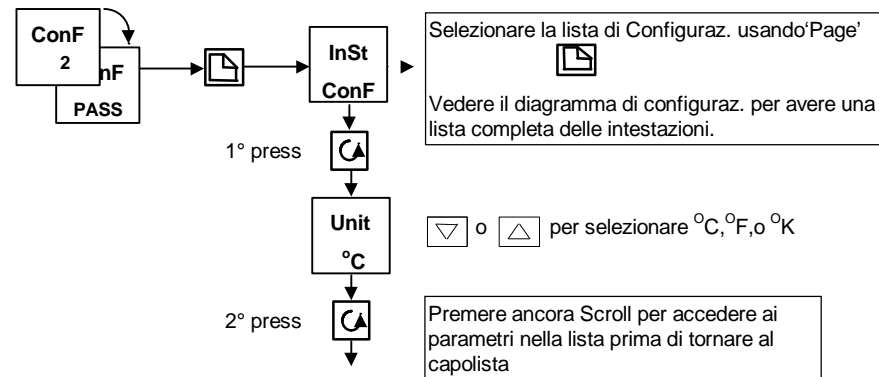 ConF
2
nF
PASS
InSt
ConF
Selezionare la lista di Configuraz. usando'Page'
Vedere il diagramma di configuraz. per avere una
lista completa delle intestazioni.
1° press
Unit
°C
o per selezionare °C,°F,o °K
2° press
Premere ancora Scroll per accedere ai
parametri nella lista prima di tornare al
capolista